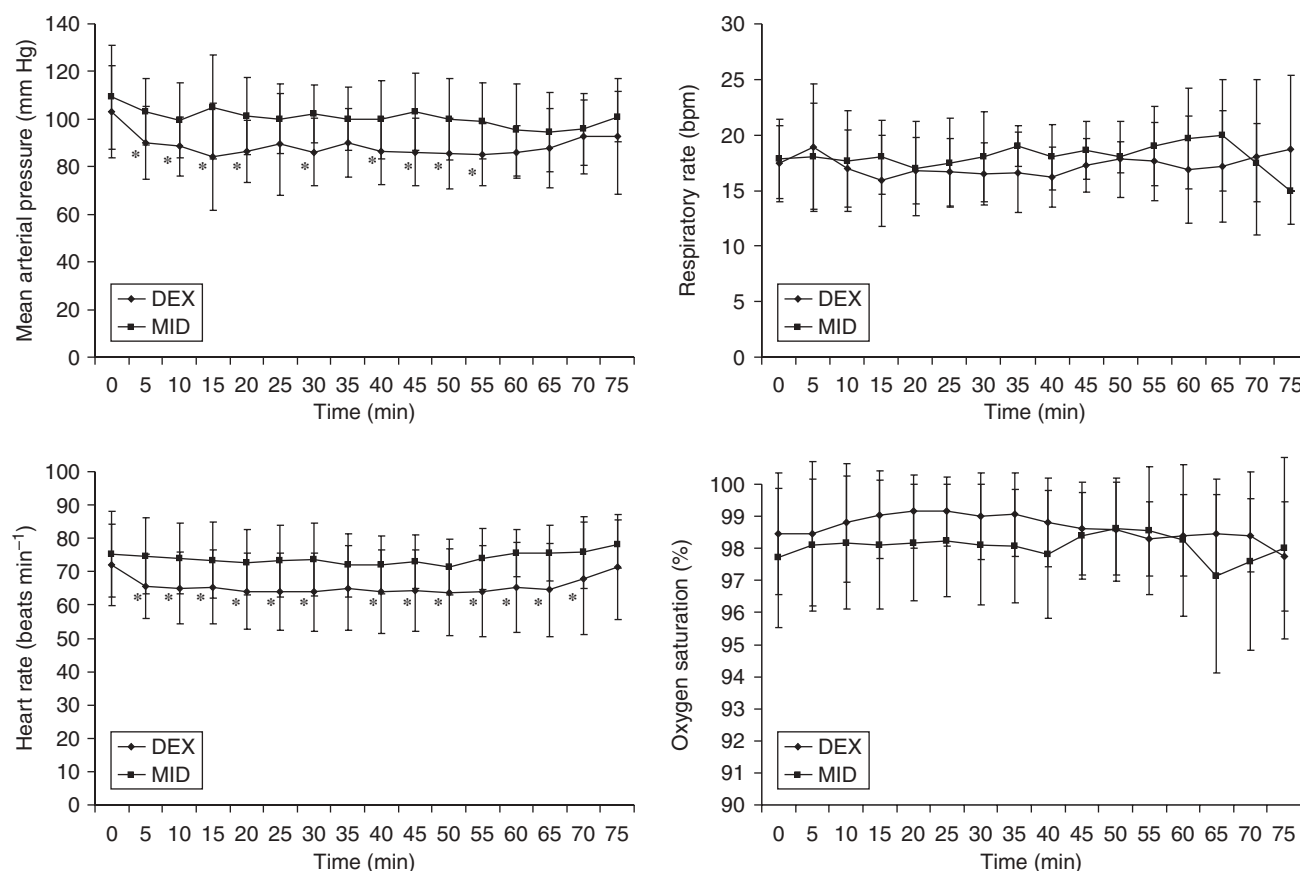 Mean arterial pressure (mm Hg)
140
120
100
80
60
40
20
0
* * * * * * * * *
DEX
MID
0 5 10 15 20 25 30 35 40 45 50 55 60 65 70 75
Time (min)
Respiratory rate (bpm)
30
25
20
15
10
5
0
DEX
MID
0 5 10 15 20 25 30 35 40 45 50 55 60 65 70 75
Time (min)
Heart rate (beats min⁻¹)
100
90
80
70
60
50
40
30
20
10
0
* * * * * * * * * * * * *
DEX
MID
0 5 10 15 20 25 30 35 40 45 50 55 60 65 70 75
Time (min)
Oxygen saturation (%)
100
99
98
97
96
95
94
93
92
91
90
DEX
MID
0 5 10 15 20 25 30 35 40 45 50 55 60 65 70 75
Time (min)